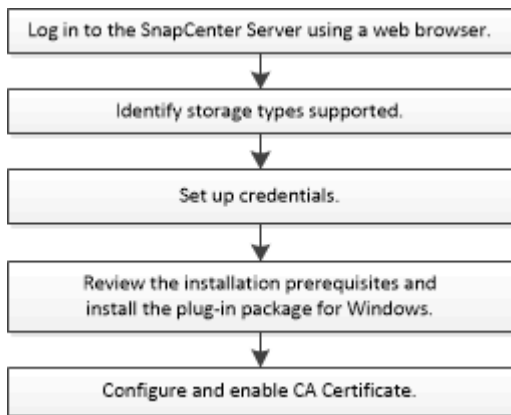 Log in to the SnapCenter Server using a web browser.
Identify storage types supported.
Set up credentials.
Review the installation prerequisites and
install the plug-in package for Windows.
Configure and enable CA Certificate.